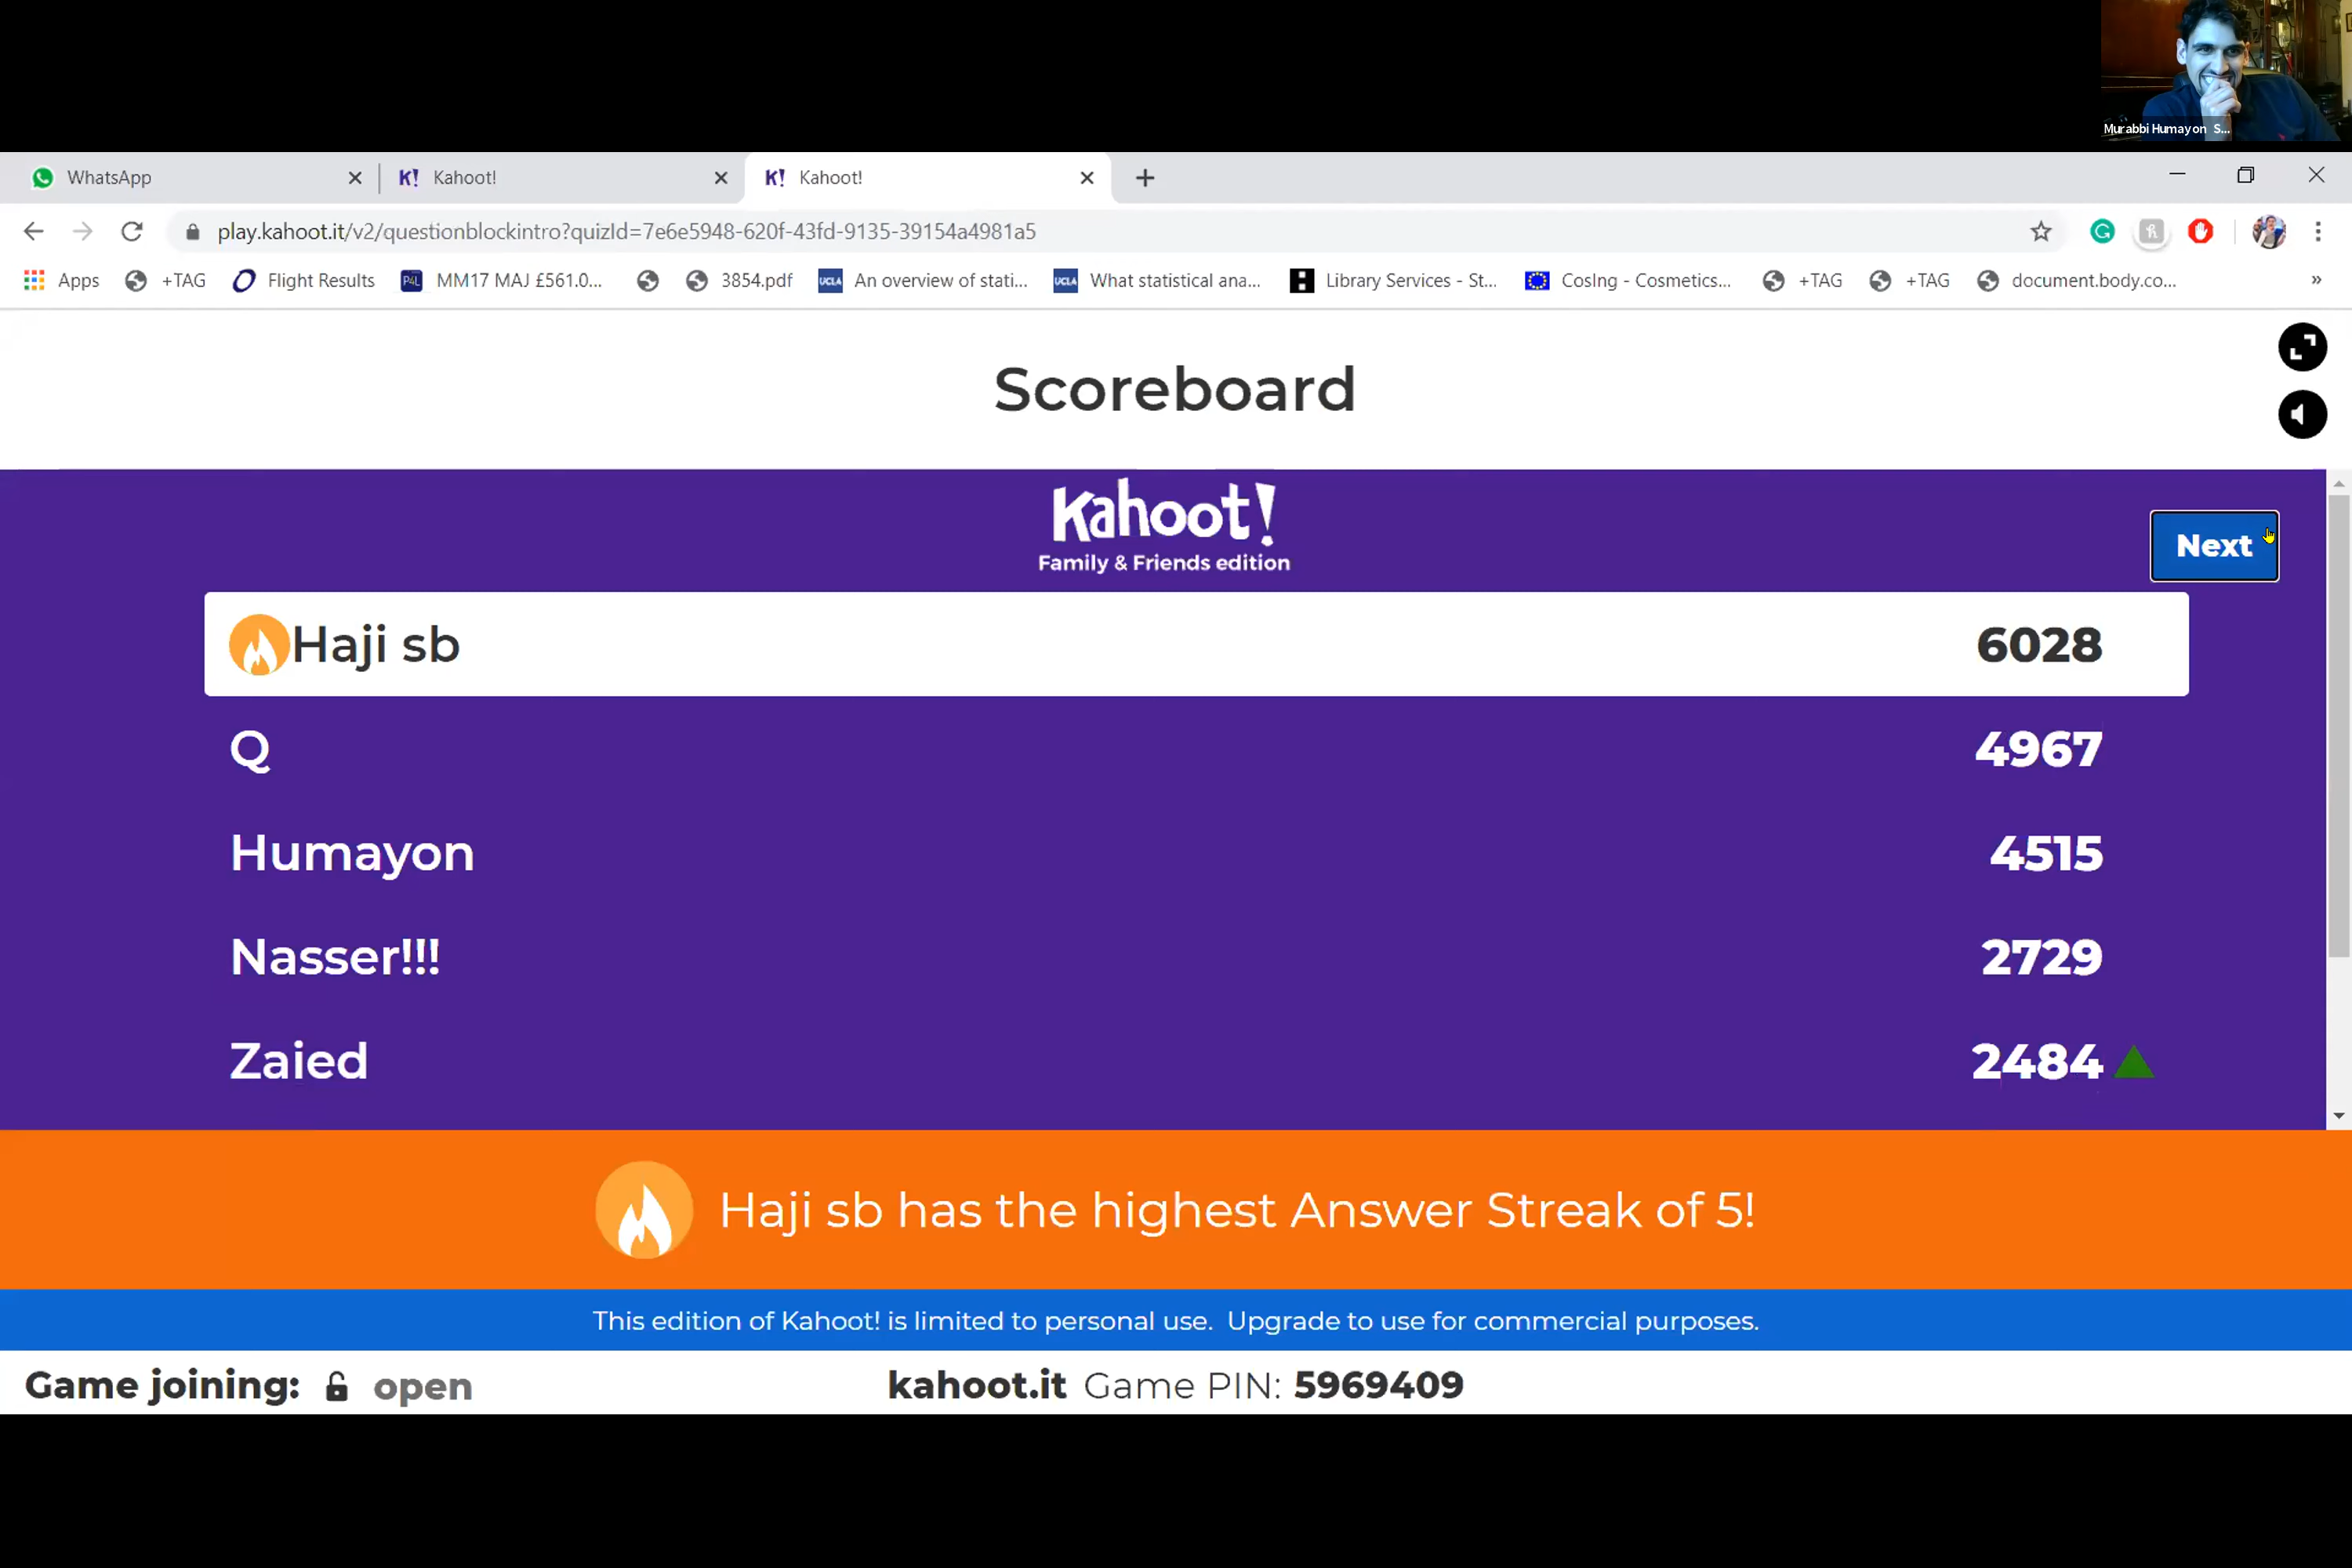 Murabbi Humayon S...
WhatsApp
K! Kahoot!
K! Kahoot!
play.kahoot.it/v2/questionblockintro?quizId=7e6e5948-620f-43fd-9135-39154a4981a5
Apps +TAG Flight Results P4L MM17 MAJ £561.0... 3854.pdf UCLA An overview of stati... UCLA What statistical ana... Library Services - St... CosIng - Cosmetics... +TAG +TAG document.body.co... »
Scoreboard
Kahoot!
Family & Friends edition
Next
Haji sb 6028
Q 4967
Humayon 4515
Nasser!!! 2729
Zaied 2484
Haji sb has the highest Answer Streak of 5!
This edition of Kahoot! is limited to personal use. Upgrade to use for commercial purposes.
Game joining: open kahoot.it Game PIN: 5969409